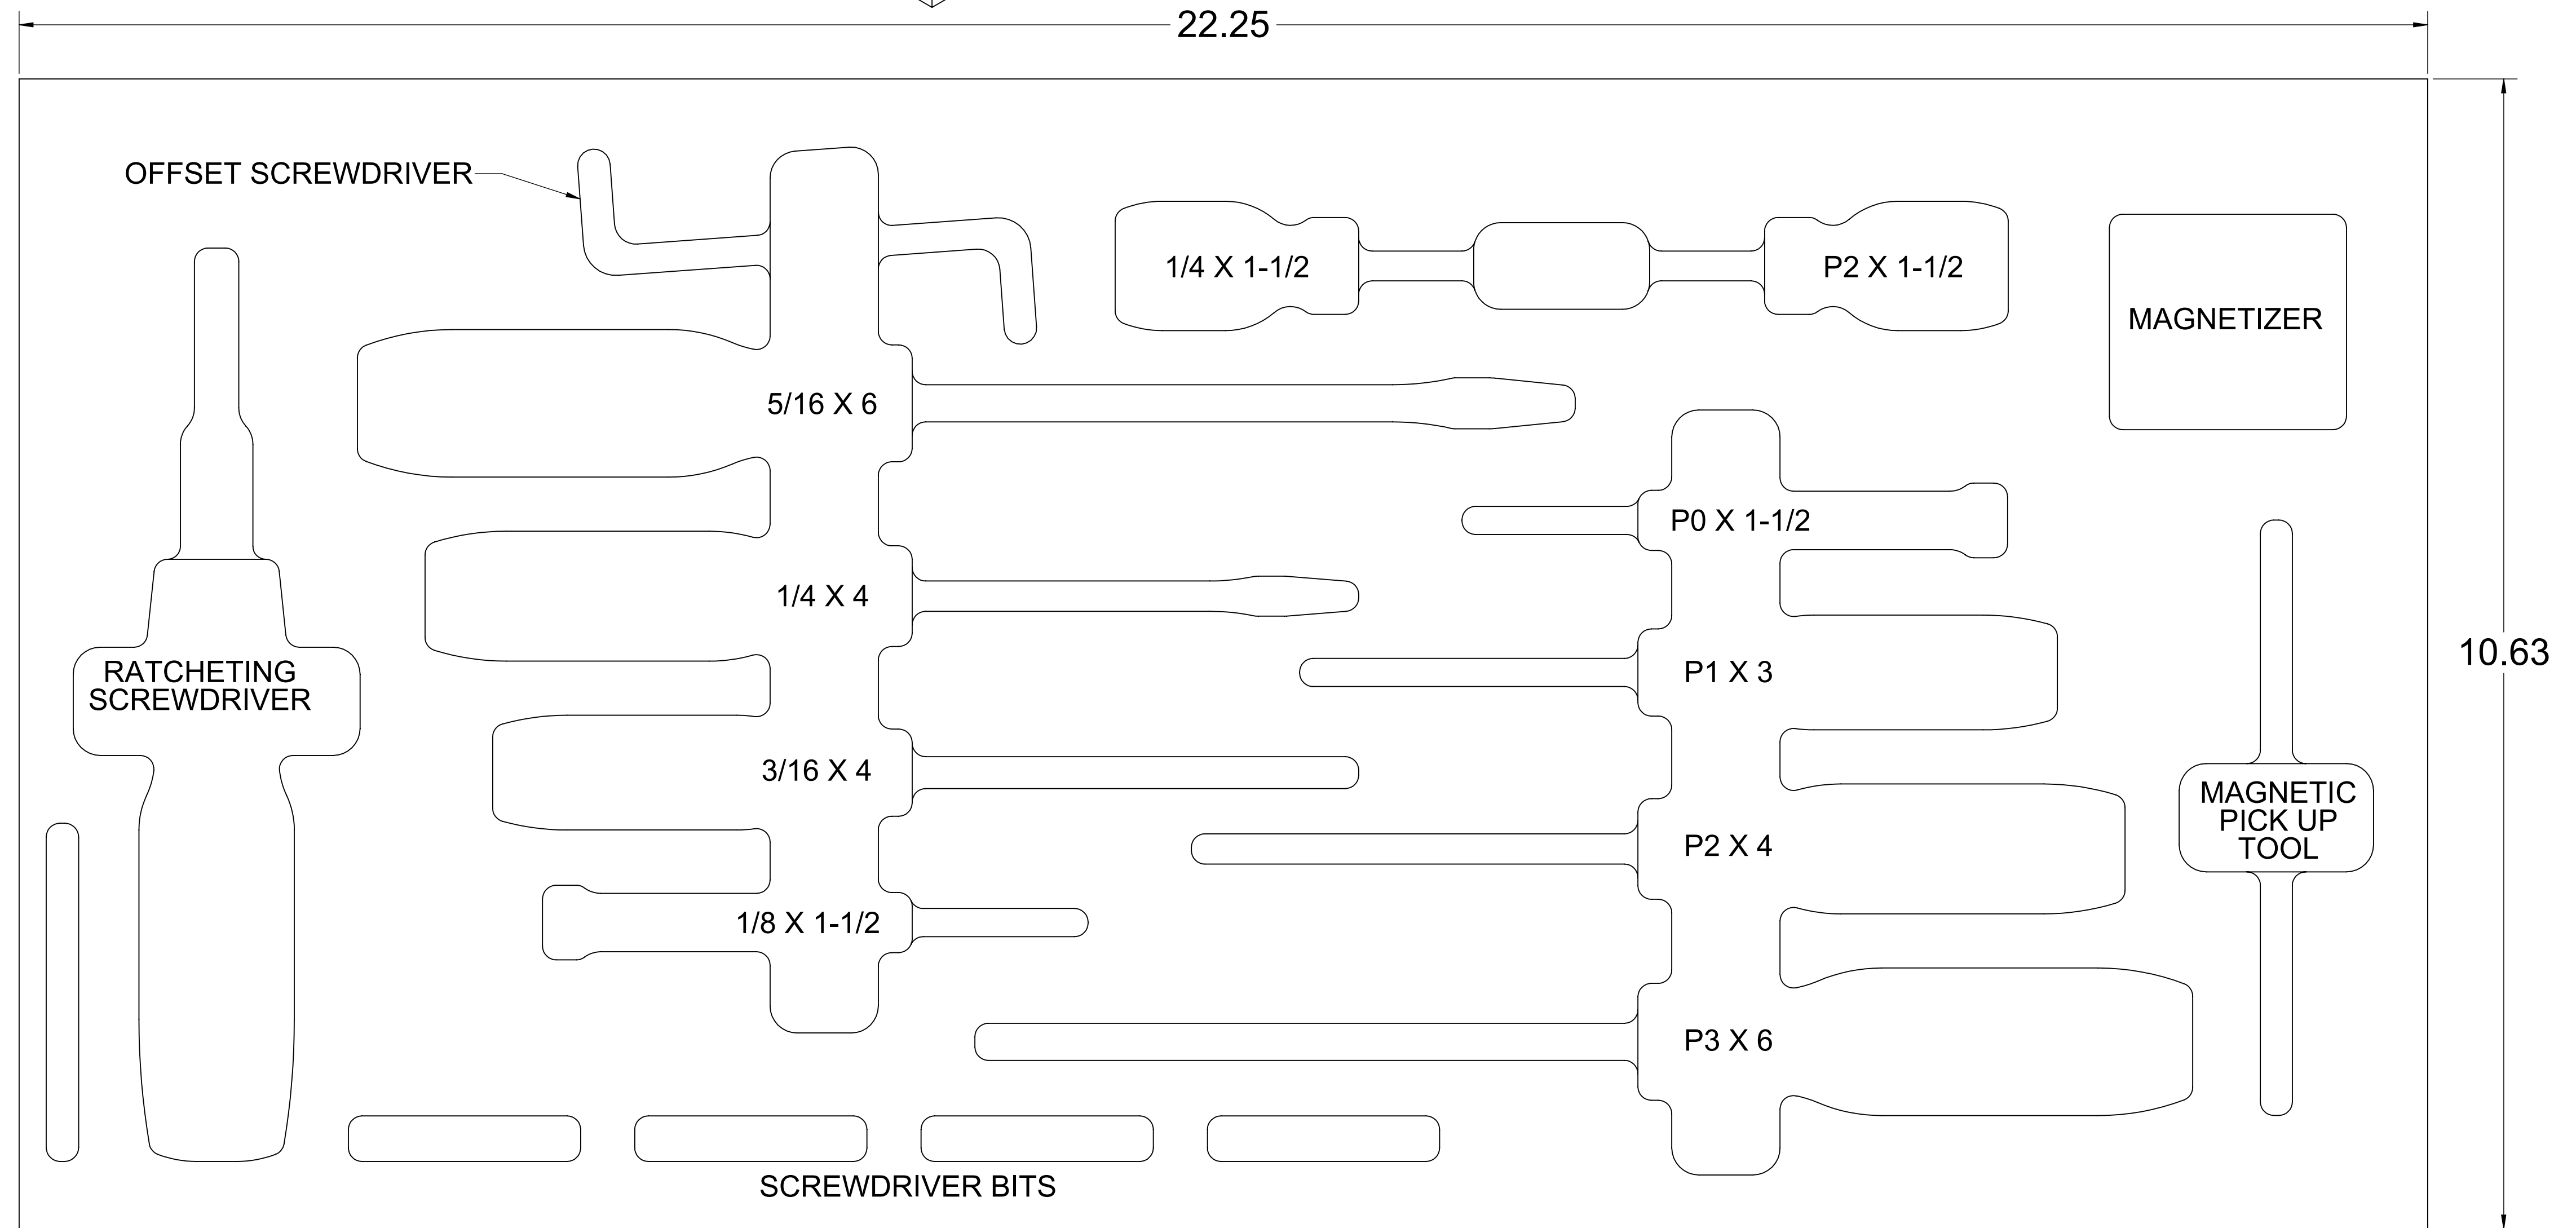 22.25
OFFSET SCREWDRIVER
1/4 X 1-1/2
P2 X 1-1/2
MAGNETIZER
5/16 X 6
P0 X 1-1/2
1/4 X 4
10.63
RATCHETING
SCREWDRIVER
P1 X 3
3/16 X 4
MAGNETIC
PICK UP
TOOL
P2 X 4
1/8 X 1-1/2
P3 X 6
SCREWDRIVER BITS